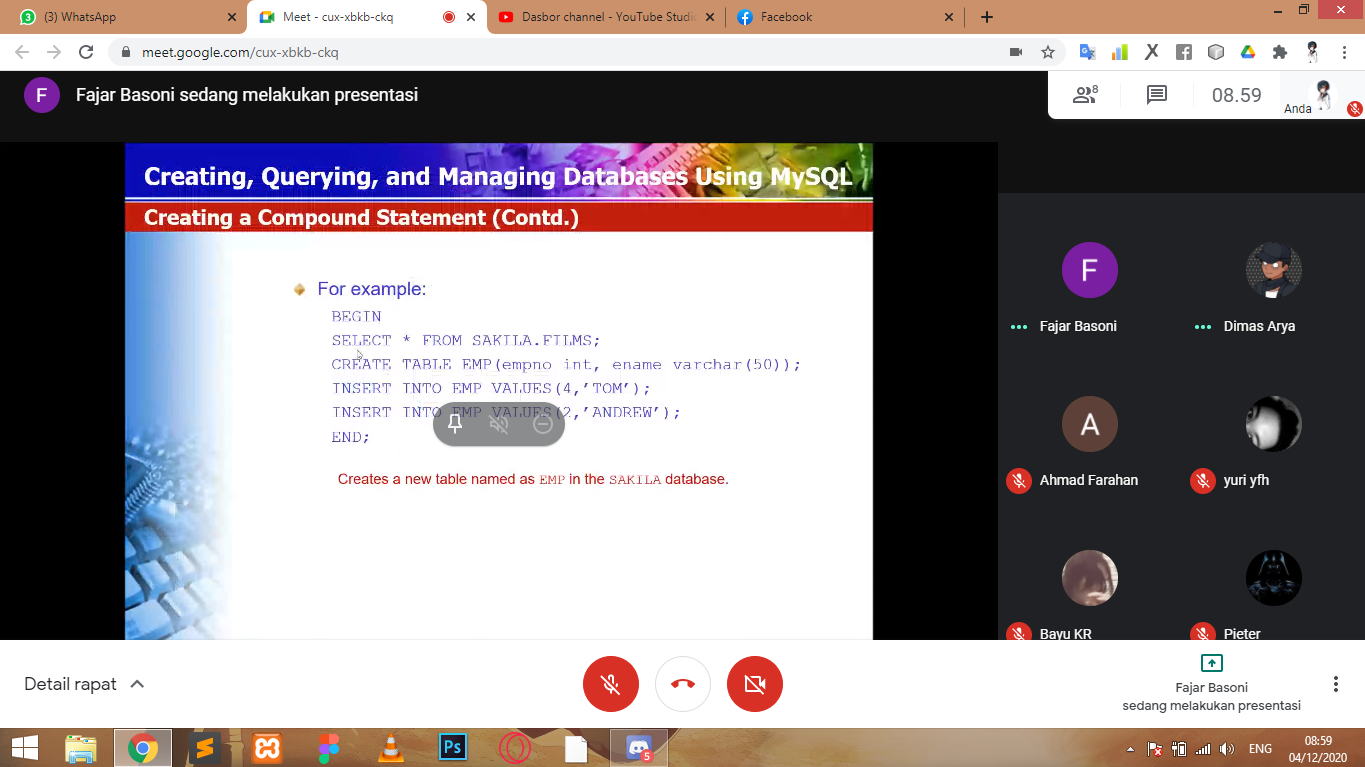 (3) WhatsApp
Meet - cux-xbkb-ckq
Dasbor channel - YouTube Studio
Facebook
meet.google.com/cux-xbkb-ckq
F
Fajar Basoni sedang melakukan presentasi
8
08.59
Anda
Creating, Querying, and Managing Databases Using MySQL
Creating a Compound Statement (Contd.)
For example:
BEGIN
SELECT * FROM SAKILA.FILMS;
CREATE TABLE EMP(empno int, ename varchar(50));
INSERT INTO EMP VALUES(4,’TOM’);
INSERT INTO EMP VALUES(2,’ANDREW’);
END;
Creates a new table named as EMP in the SAKILA database.
F
Fajar Basoni
Dimas Arya
A
Ahmad Farahan
yuri yfh
Bayu KR
Pieter
Detail rapat
Fajar Basoni
sedang melakukan presentasi
Ps
5
ENG
08:59
04/12/2020